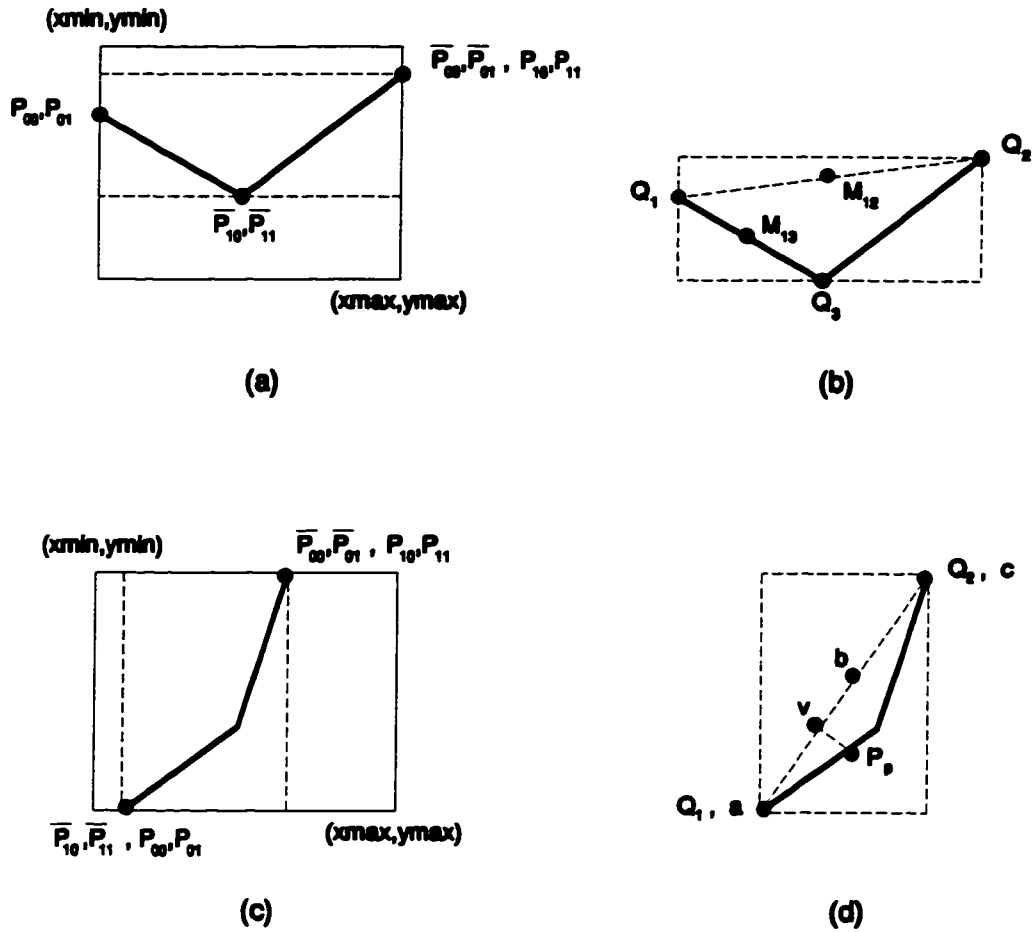 (xmin,ymin)
P̅₀₀,P̅₀₁ , P₁₀,P₁₁
P₀₀,P₀₁
P̅₁₀,P̅₁₁
(xmax,ymax)
(a)
Q₂
Q₁
M₁₂
M₁₃
Q₃
(b)
(xmin,ymin)
P̅₀₀,P̅₀₁ , P₁₀,P₁₁
P̅₁₀,P̅₁₁ , P₀₀,P₀₁
(xmax,ymax)
(c)
Q₂ , c
b
v
Pₚ
Q₁ , a
(d)